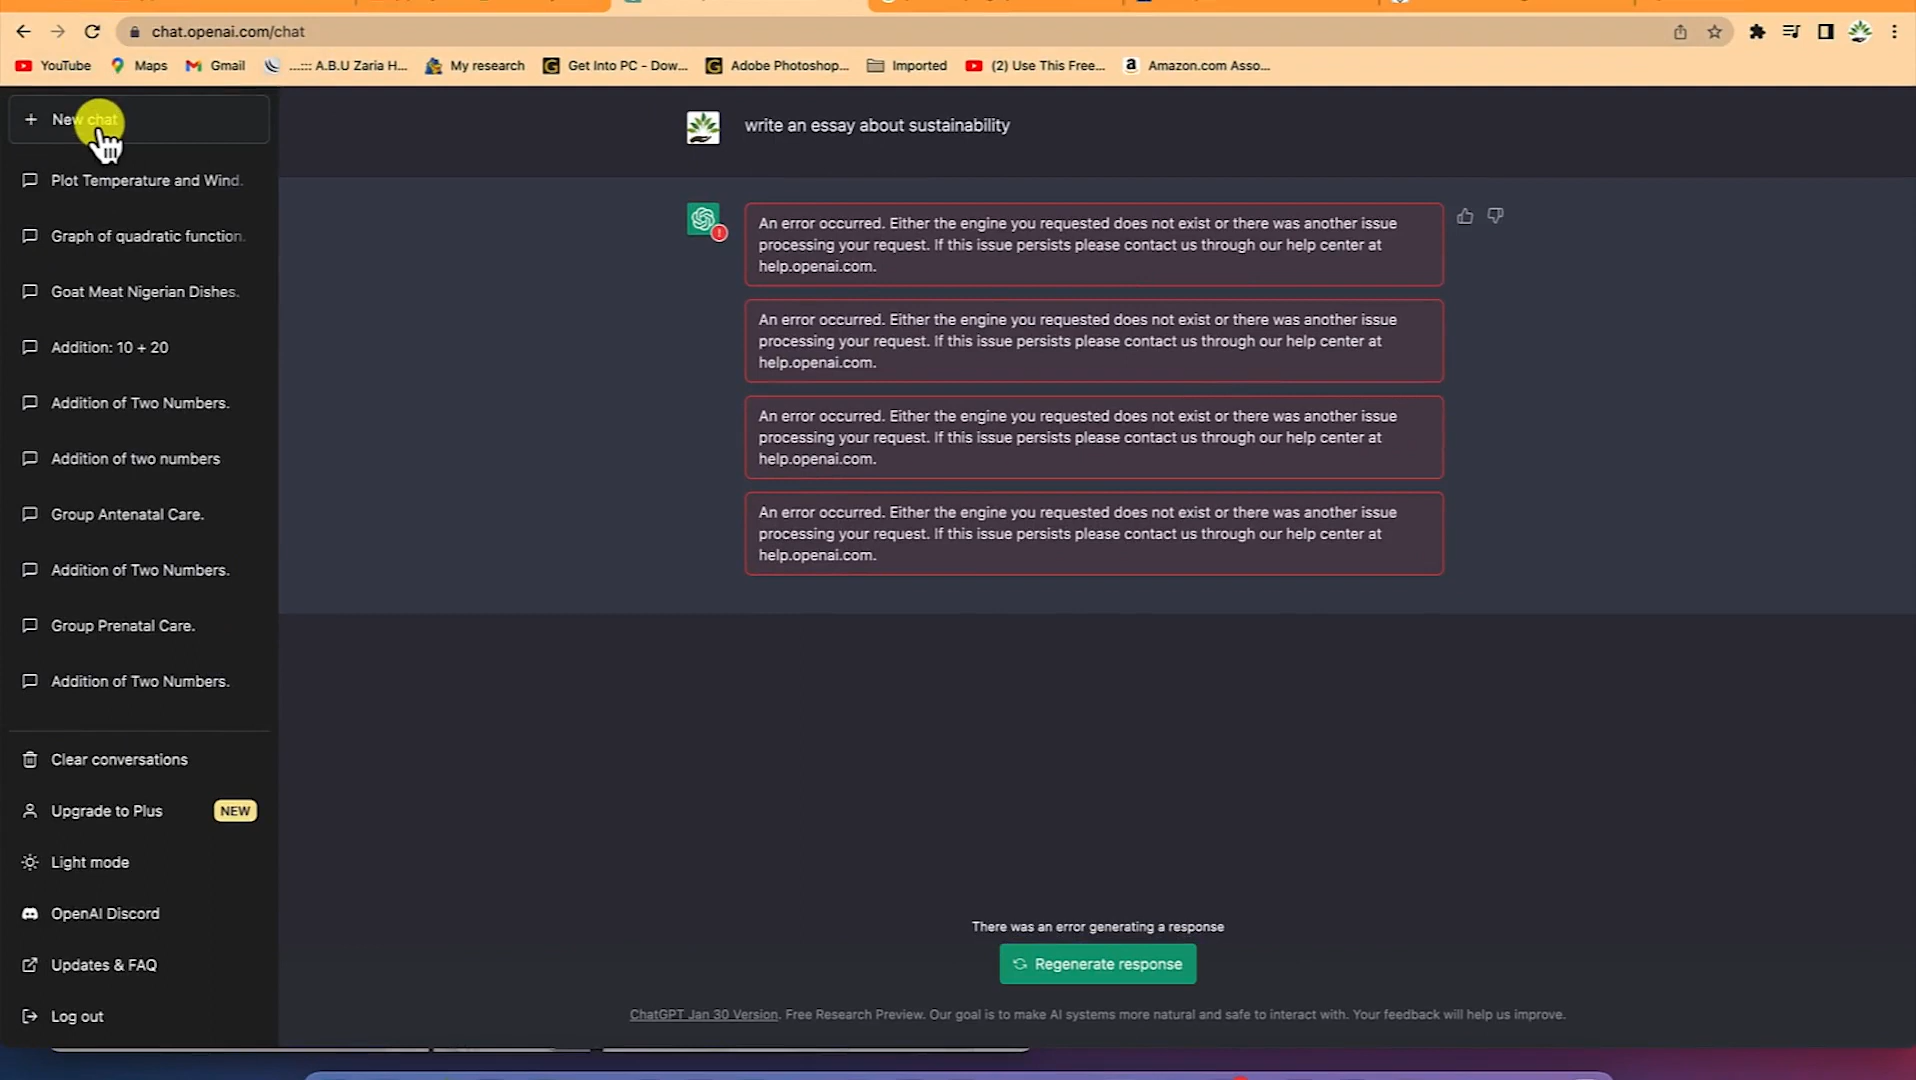 chat.openai.com/chat
YouTube Maps Gmail ...::: A.B.U Zaria H... My research Get Into PC - Dow... Adobe Photoshop... Imported (2) Use This Free... Amazon.com Asso...
New chat
Plot Temperature and Wind.
Graph of quadratic function.
Goat Meat Nigerian Dishes.
Addition: 10 + 20
Addition of Two Numbers.
Addition of two numbers
Group Antenatal Care.
Addition of Two Numbers.
Group Prenatal Care.
Addition of Two Numbers.
Clear conversations
Upgrade to Plus NEW
Light mode
OpenAI Discord
Updates & FAQ
Log out
write an essay about sustainability
An error occurred. Either the engine you requested does not exist or there was another issue
processing your request. If this issue persists please contact us through our help center at
help.openai.com.
An error occurred. Either the engine you requested does not exist or there was another issue
processing your request. If this issue persists please contact us through our help center at
help.openai.com.
An error occurred. Either the engine you requested does not exist or there was another issue
processing your request. If this issue persists please contact us through our help center at
help.openai.com.
An error occurred. Either the engine you requested does not exist or there was another issue
processing your request. If this issue persists please contact us through our help center at
help.openai.com.
There was an error generating a response
Regenerate response
ChatGPT Jan 30 Version. Free Research Preview. Our goal is to make AI systems more natural and safe to interact with. Your feedback will help us improve.